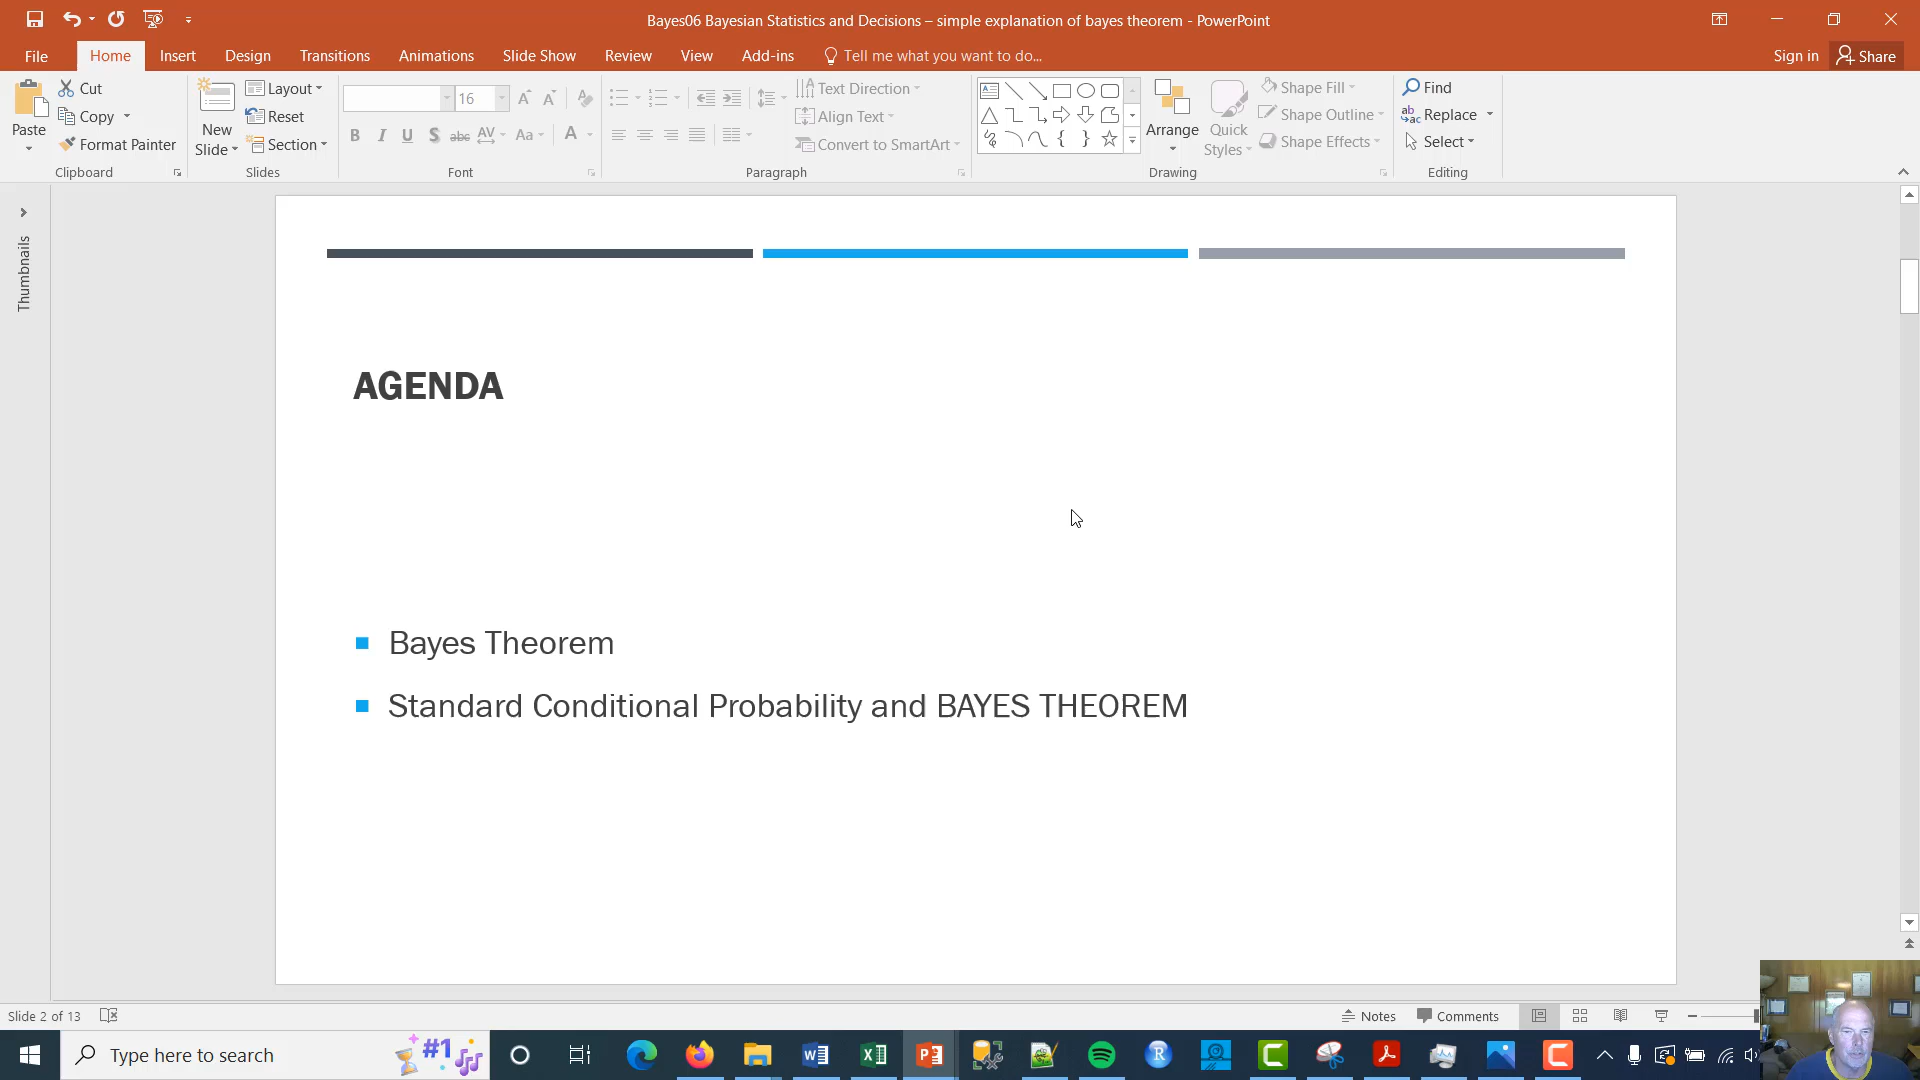 Bayes06 Bayesian Statistics and Decisions – simple explanation of bayes theorem - PowerPoint
File Home Insert Design Transitions Animations Slide Show Review View Add-ins Tell me what you want to do... Sign in Share
Paste
Cut
Copy
Format Painter
Clipboard
New
Slide
Layout
Reset
Section
Slides
16
B I U S abc AV Aa A
Font
Text Direction
Align Text
Convert to SmartArt
Paragraph
Arrange
Quick
Styles
Shape Fill
Shape Outline
Shape Effects
Drawing
Find
Replace
Select
Editing
Thumbnails
AGENDA
Bayes Theorem
Standard Conditional Probability and BAYES THEOREM
Slide 2 of 13
Notes Comments
Type here to search
#1